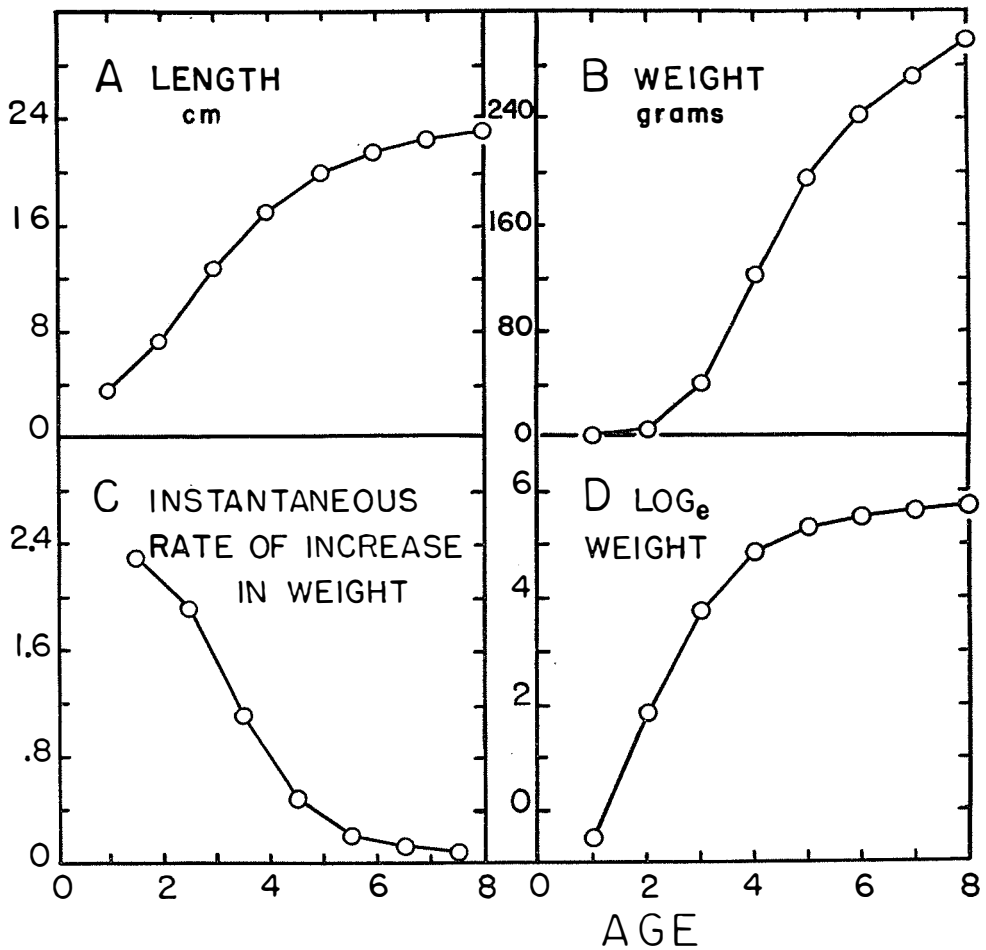 A LENGTH
cm
24
16
8
0
B WEIGHT
grams
240
160
80
0
C INSTANTANEOUS
RATE OF INCREASE
IN WEIGHT
2.4
1.6
.8
0
0 2 4 6 8
D LOGe
WEIGHT
6
4
2
0
0 2 4 6 8
AGE